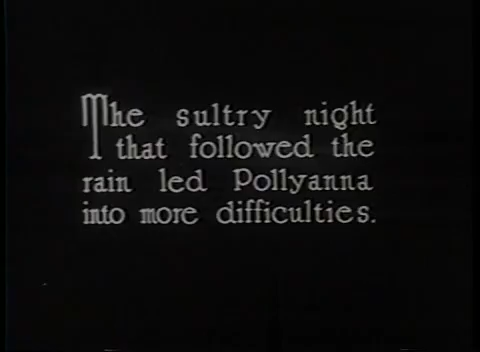 The sultry night
that followed the
rain led Pollyanna
into more difficulties.